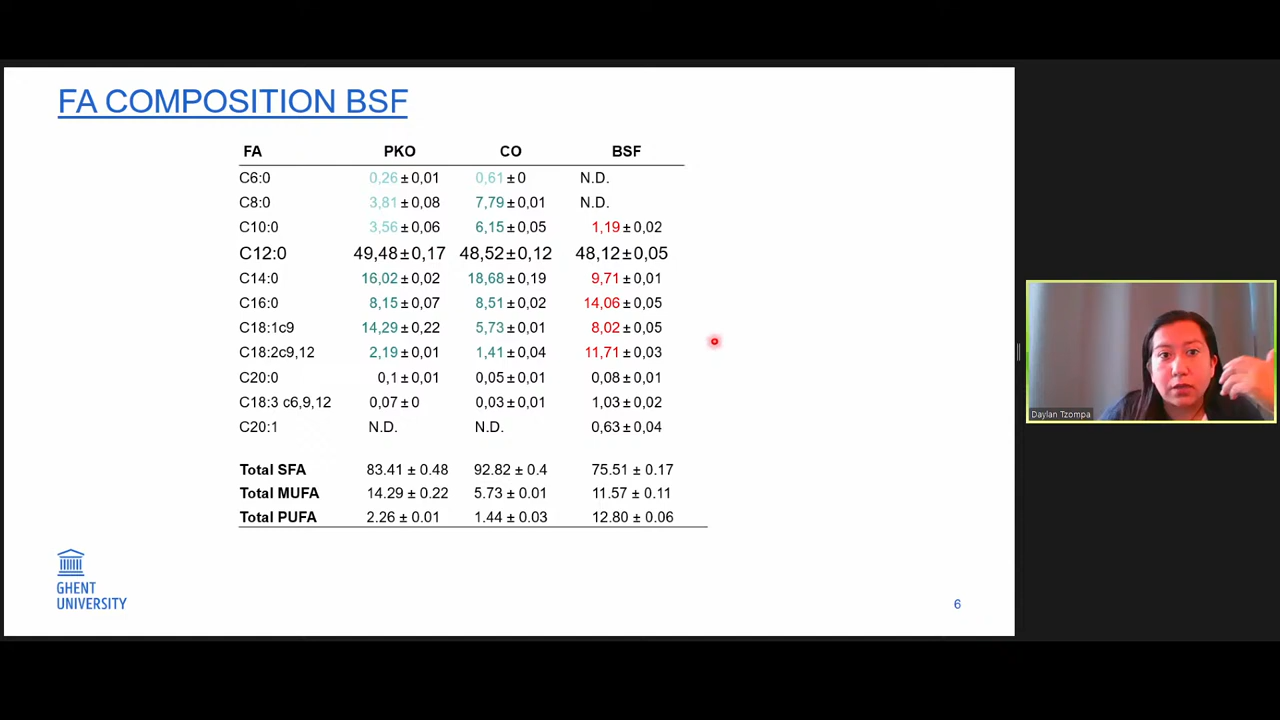 FA COMPOSITION BSF
FA PKO CO BSF
C6:0 0,26±0,01 0,61±0 N.D.
C8:0 3,81±0,08 7,79±0,01 N.D.
C10:0 3,56±0,06 6,15±0,05 1,19±0,02
C12:0 49,48±0,17 48,52±0,12 48,12±0,05
C14:0 16,02±0,02 18,68±0,19 9,71±0,01
C16:0 8,15±0,07 8,51±0,02 14,06±0,05
C18:1c9 14,29±0,22 5,73±0,01 8,02±0,05
C18:2c9,12 2,19±0,01 1,41±0,04 11,71±0,03
C20:0 0,1±0,01 0,05±0,01 0,08±0,01
C18:3 c6,9,12 0,07±0 0,03±0,01 1,03±0,02
C20:1 N.D. N.D. 0,63±0,04
Total SFA 83.41 ± 0.48 92.82 ± 0.4 75.51 ± 0.17
Total MUFA 14.29 ± 0.22 5.73 ± 0.01 11.57 ± 0.11
Total PUFA 2.26 ± 0.01 1.44 ± 0.03 12.80 ± 0.06
GHENT
UNIVERSITY
6
Daylan Tzompa